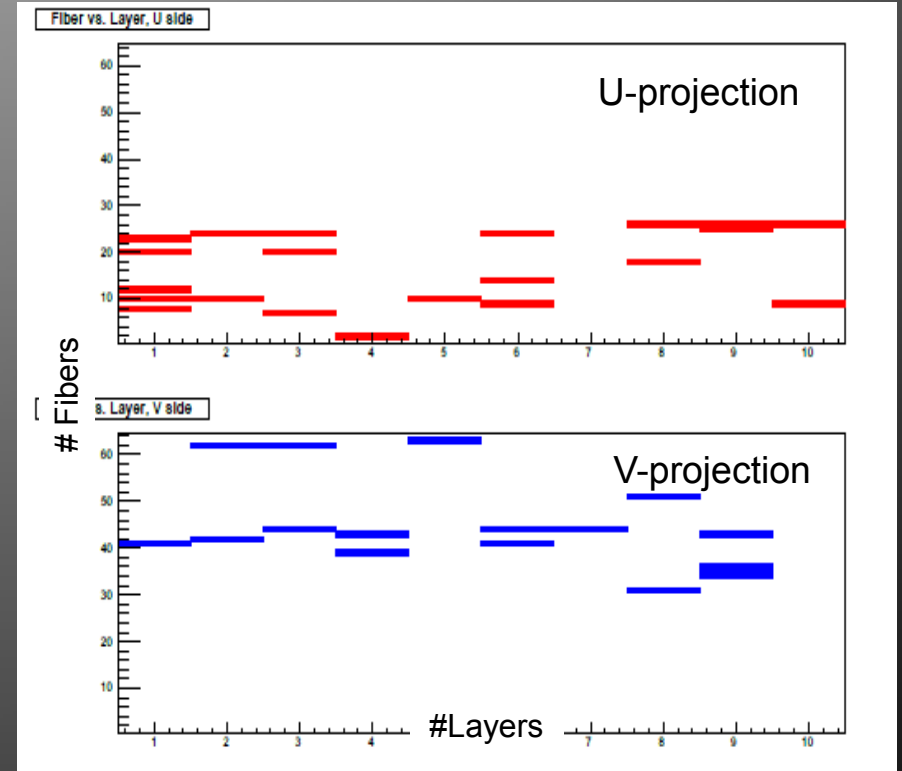 Fiber vs. Layer, U side
U-projection
60
50
40
30
20
10
1 2 3 4 5 6 7 8 9 10
# Fibers
s. Layer, V side
V-projection
60
50
40
30
20
10
#Layers
1 2 3 4 7 8 9 10